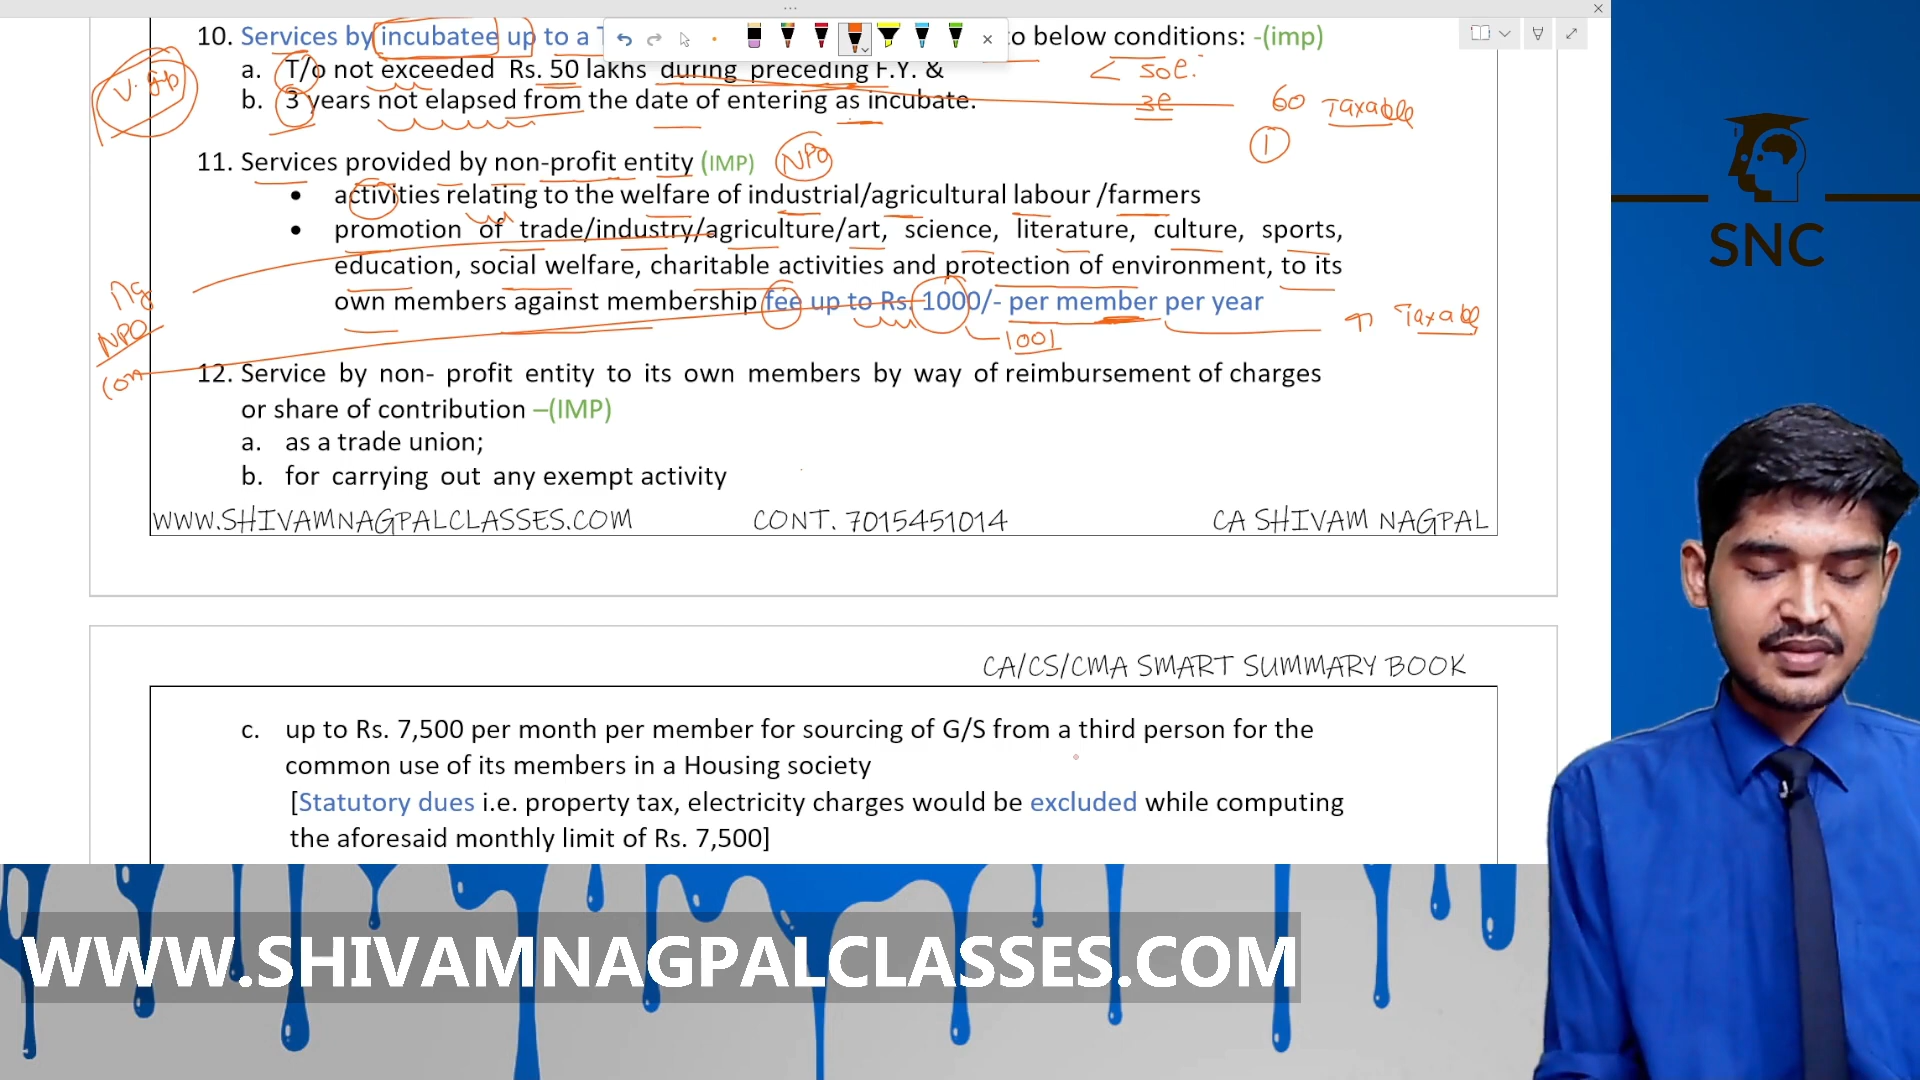 10. Services by incubatee up to a T to below conditions: -(imp)
a. T/o not exceeded Rs. 50 lakhs during preceding F.Y. & < 50l.
b. 3 years not elapsed from the date of entering as incubate. 3l 60 Taxable
V. Imp
1
11. Services provided by non-profit entity (IMP) NPO
• activities relating to the welfare of industrial/agricultural labour /farmers
• promotion of trade/industry/agriculture/art, science, literature, culture, sports,
education, social welfare, charitable activities and protection of environment, to its
own members against membership fee up to Rs. 1000/- per member per year
Taxable
1001
NPO
12. Service by non- profit entity to its own members by way of reimbursement of charges
or share of contribution –(IMP)
a. as a trade union;
b. for carrying out any exempt activity
WWW.SHIVAMNAGPALCLASSES.COM CONT. 7015451014 CA SHIVAM NAGPAL
CA/CS/CMA SMART SUMMARY BOOK
c. up to Rs. 7,500 per month per member for sourcing of G/S from a third person for the
common use of its members in a Housing society
[Statutory dues i.e. property tax, electricity charges would be excluded while computing
the aforesaid monthly limit of Rs. 7,500]
SNC
WWW.SHIVAMNAGPALCLASSES.COM